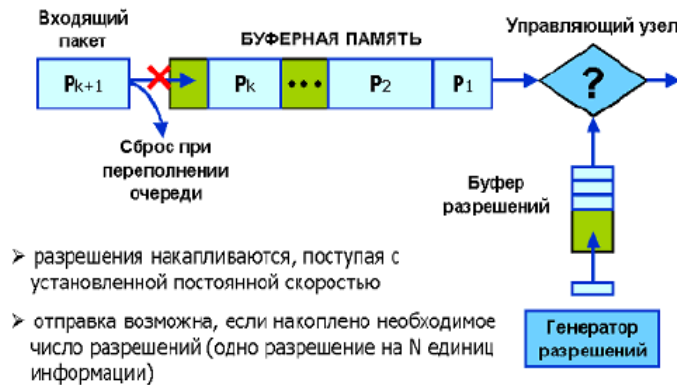 Входящий
пакет
БУФЕРНАЯ ПАМЯТЬ
Управляющий узел
Pk+1
Pk
•••
P2
P1
?
Сброс при
переполнении
очереди
Буфер
разрешений
➢ разрешения накапливаются, поступая с
установленной постоянной скоростью
➢ отправка возможна, если накоплено необходимое
число разрешений (одно разрешение на N единиц
информации)
Генератор
разрешений